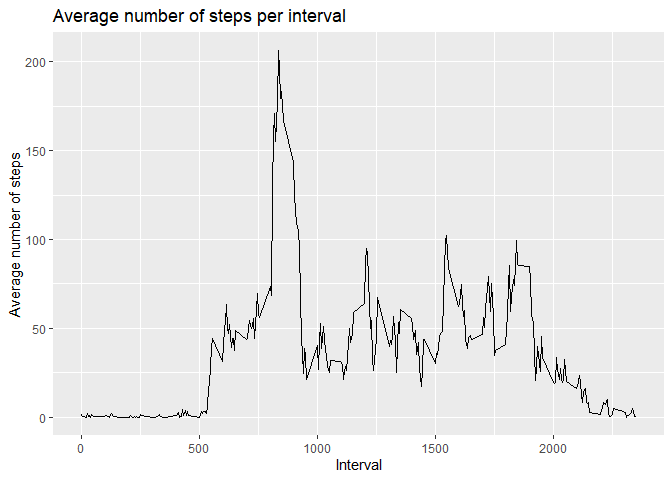 Average number of steps per interval
Average number of steps
200
150
100
50
0
0 500 1000 1500 2000
Interval